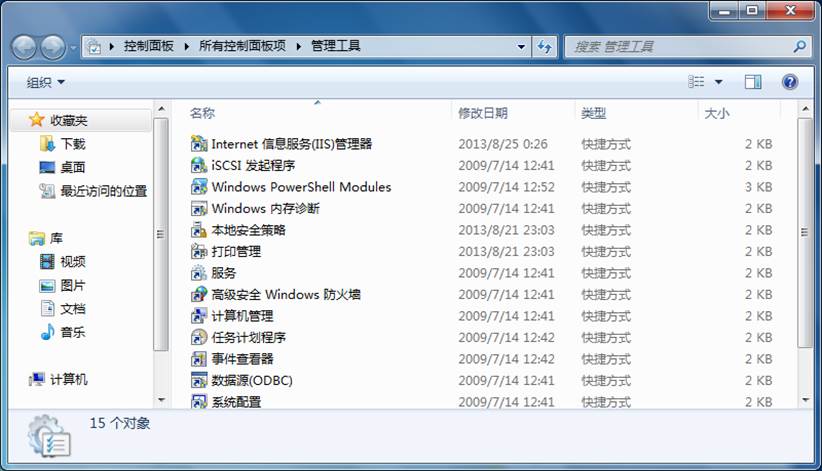 控制面板 所有控制面板项 管理工具 搜索 管理工具
组织
收藏夹
下载
桌面
最近访问的位置
库
视频
图片
文档
音乐
计算机
名称 修改日期 类型 大小
Internet 信息服务(IIS)管理器 2013/8/25 0:26 快捷方式 2 KB
iSCSI 发起程序 2009/7/14 12:41 快捷方式 2 KB
Windows PowerShell Modules 2009/7/14 12:52 快捷方式 3 KB
Windows 内存诊断 2009/7/14 12:41 快捷方式 2 KB
本地安全策略 2013/8/21 23:03 快捷方式 2 KB
打印管理 2013/8/21 23:03 快捷方式 2 KB
服务 2009/7/14 12:41 快捷方式 2 KB
高级安全 Windows 防火墙 2009/7/14 12:41 快捷方式 2 KB
计算机管理 2009/7/14 12:41 快捷方式 2 KB
任务计划程序 2009/7/14 12:42 快捷方式 2 KB
事件查看器 2009/7/14 12:42 快捷方式 2 KB
数据源(ODBC) 2009/7/14 12:41 快捷方式 2 KB
系统配置 2009/7/14 12:41 快捷方式 2 KB
15 个对象